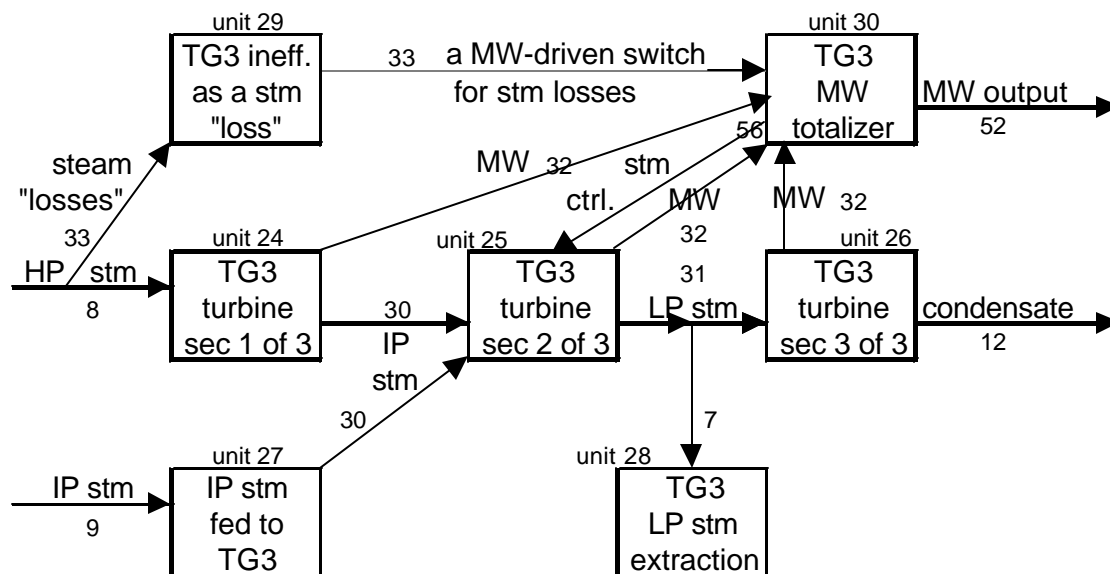 unit 29
TG3 ineff.
as a stm
"loss"
33
a MW-driven switch
for stm losses
unit 30
TG3
MW
totalizer
MW output
52
steam
"losses"
33
MW
32
56
stm
ctrl.
MW
32
MW
32
HP stm
8
unit 24
TG3
turbine
sec 1 of 3
30
IP
stm
30
unit 25
TG3
turbine
sec 2 of 3
31
LP stm
unit 26
TG3
turbine
sec 3 of 3
condensate
12
7
IP stm
9
unit 27
IP stm
fed to
TG3
unit 28
TG3
LP stm
extraction